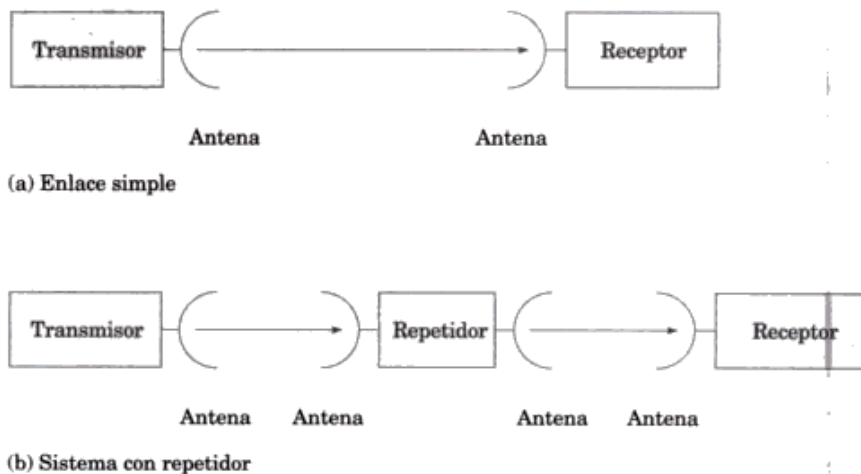 Transmisor Receptor
Antena Antena
(a) Enlace simple
Transmisor Repetidor Receptor
Antena Antena Antena Antena
(b) Sistema con repetidor